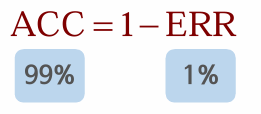 ACC = 1 − ERR
99% 1%